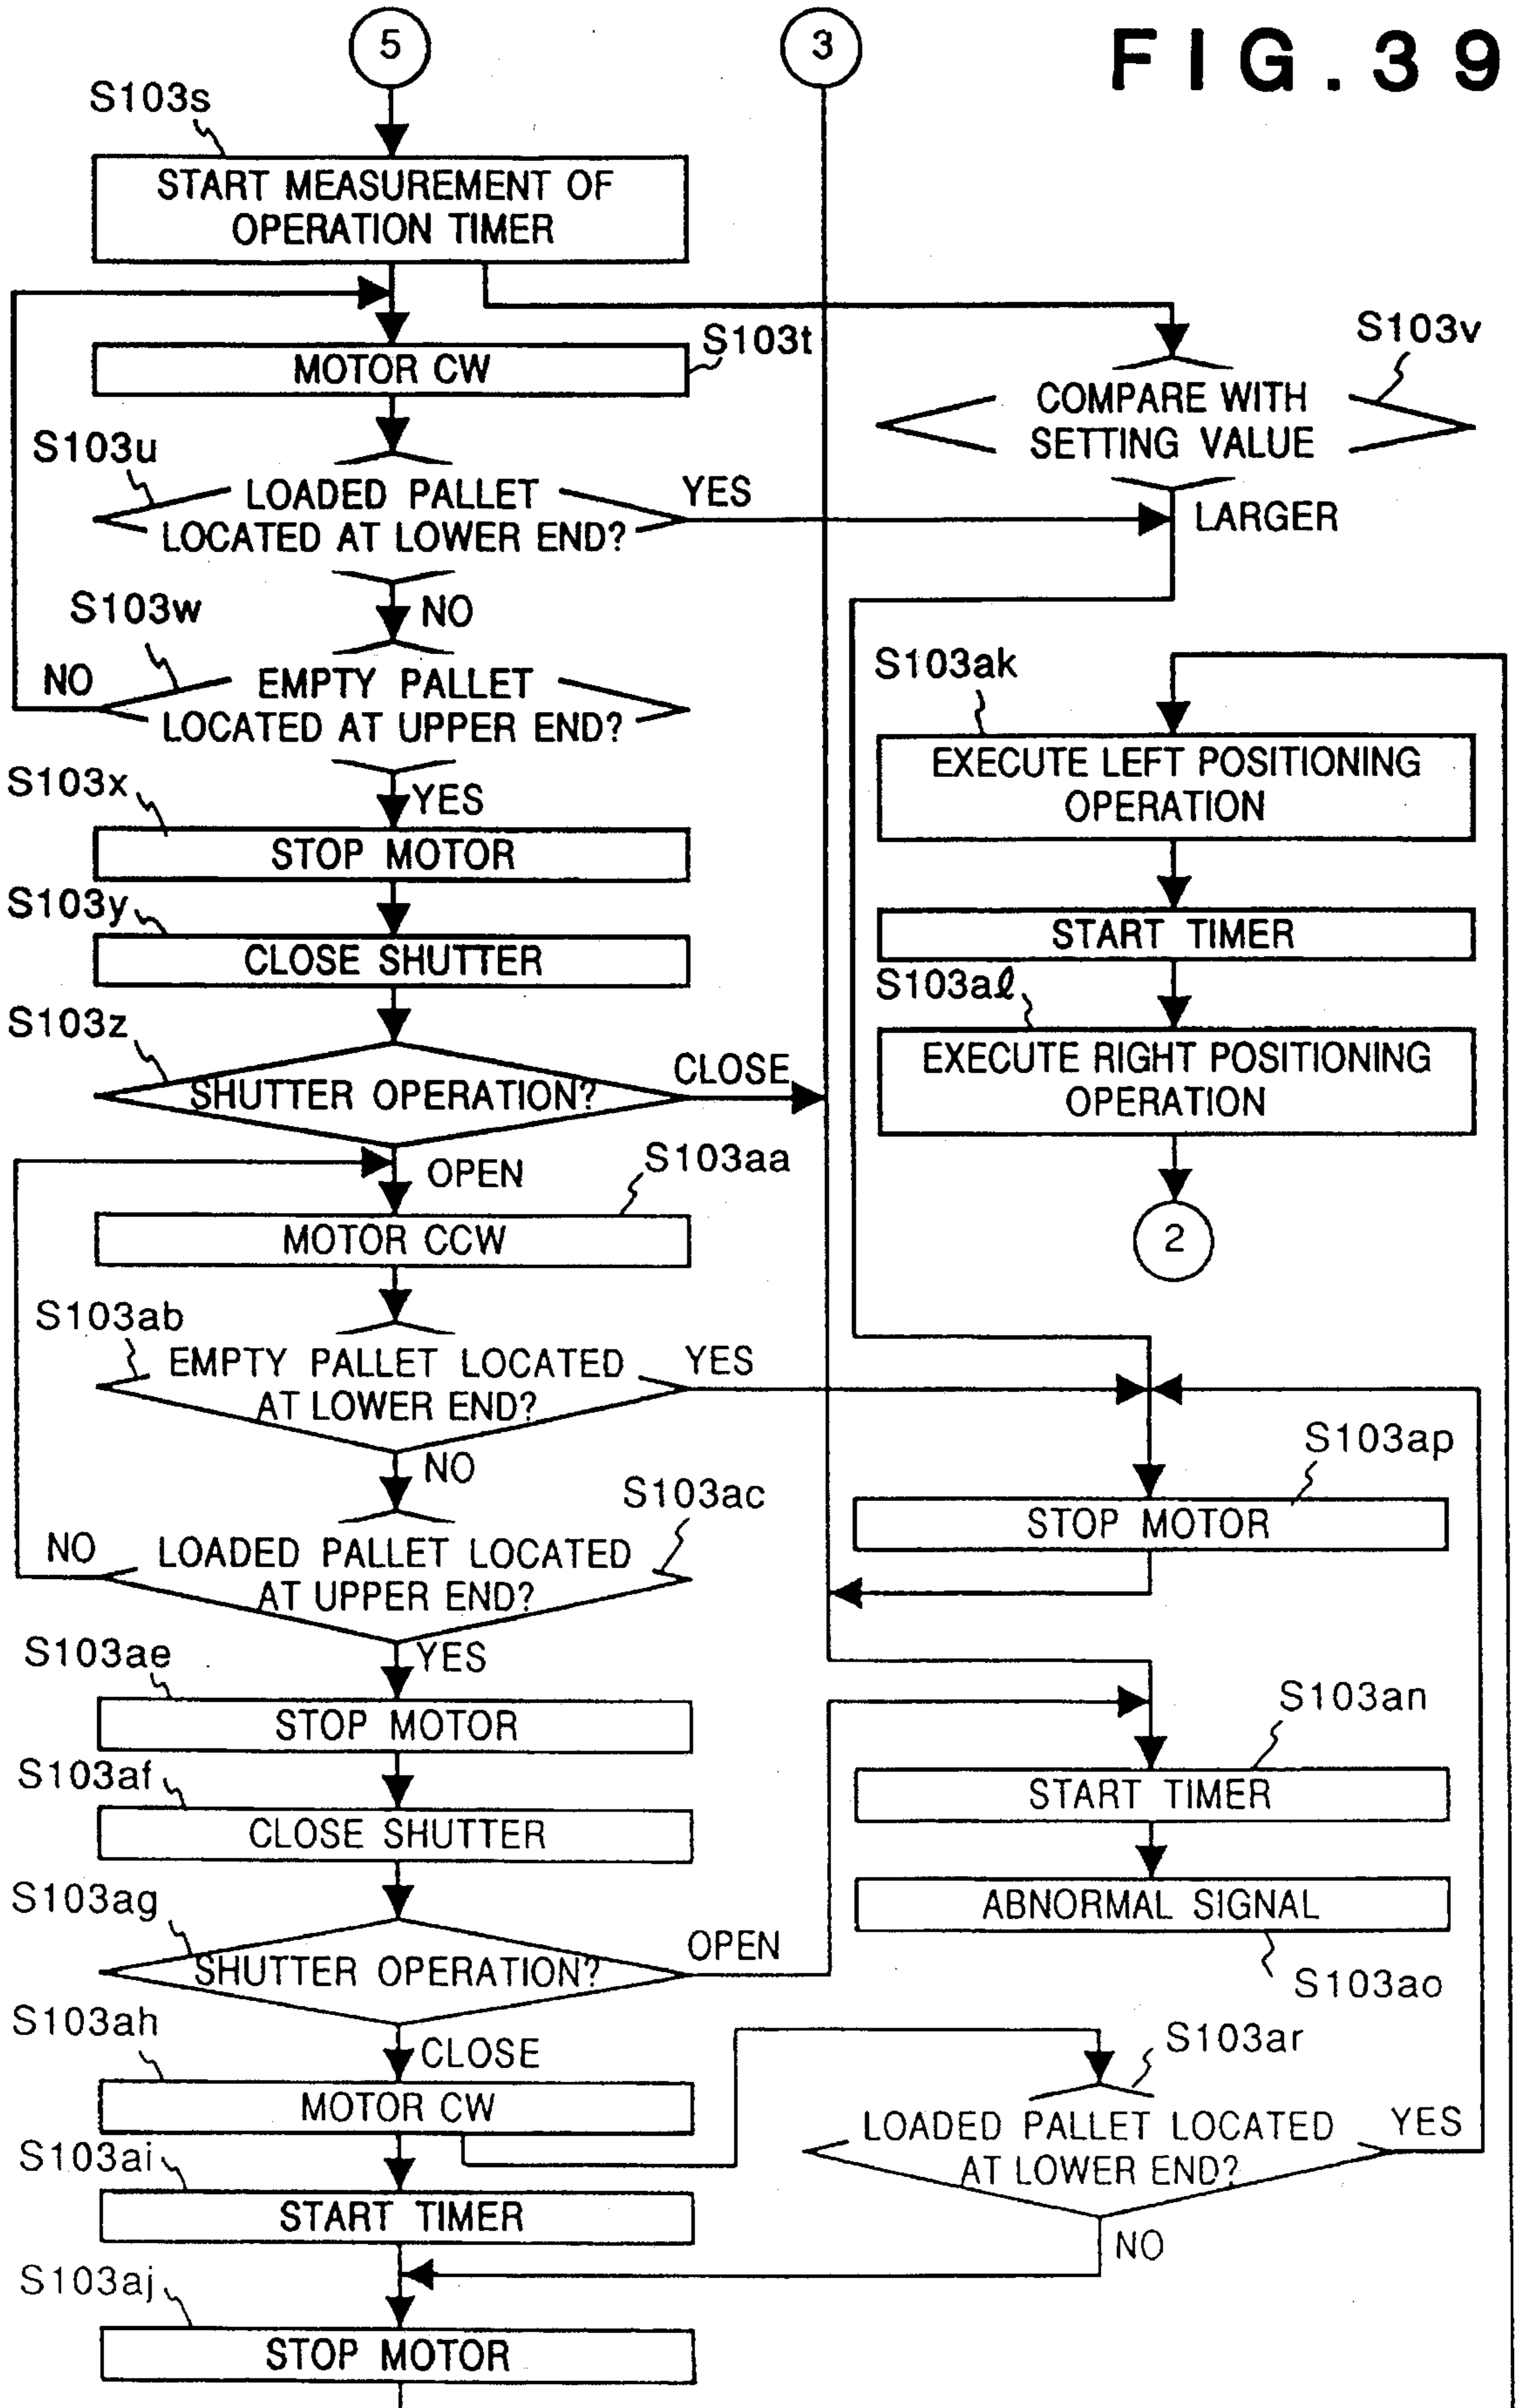 FIG.39
5
3
S103s
START MEASUREMENT OF
OPERATION TIMER
MOTOR CW
S103t
S103v
COMPARE WITH
SETTING VALUE
LARGER
S103u
LOADED PALLET
LOCATED AT LOWER END?
YES
NO
S103w
NO
EMPTY PALLET
LOCATED AT UPPER END?
YES
S103x
STOP MOTOR
S103y
CLOSE SHUTTER
S103z
SHUTTER OPERATION?
CLOSE
OPEN
S103ak
EXECUTE LEFT POSITIONING
OPERATION
START TIMER
S103aℓ
EXECUTE RIGHT POSITIONING
OPERATION
2
S103aa
MOTOR CCW
S103ab
EMPTY PALLET LOCATED
AT LOWER END?
YES
NO
S103ac
NO
LOADED PALLET LOCATED
AT UPPER END?
YES
S103ap
STOP MOTOR
S103ae
STOP MOTOR
S103af
CLOSE SHUTTER
S103an
START TIMER
ABNORMAL SIGNAL
S103ao
S103ag
SHUTTER OPERATION?
OPEN
CLOSE
S103ah
MOTOR CW
S103ar
LOADED PALLET LOCATED
AT LOWER END?
YES
NO
S103ai
START TIMER
S103aj
STOP MOTOR